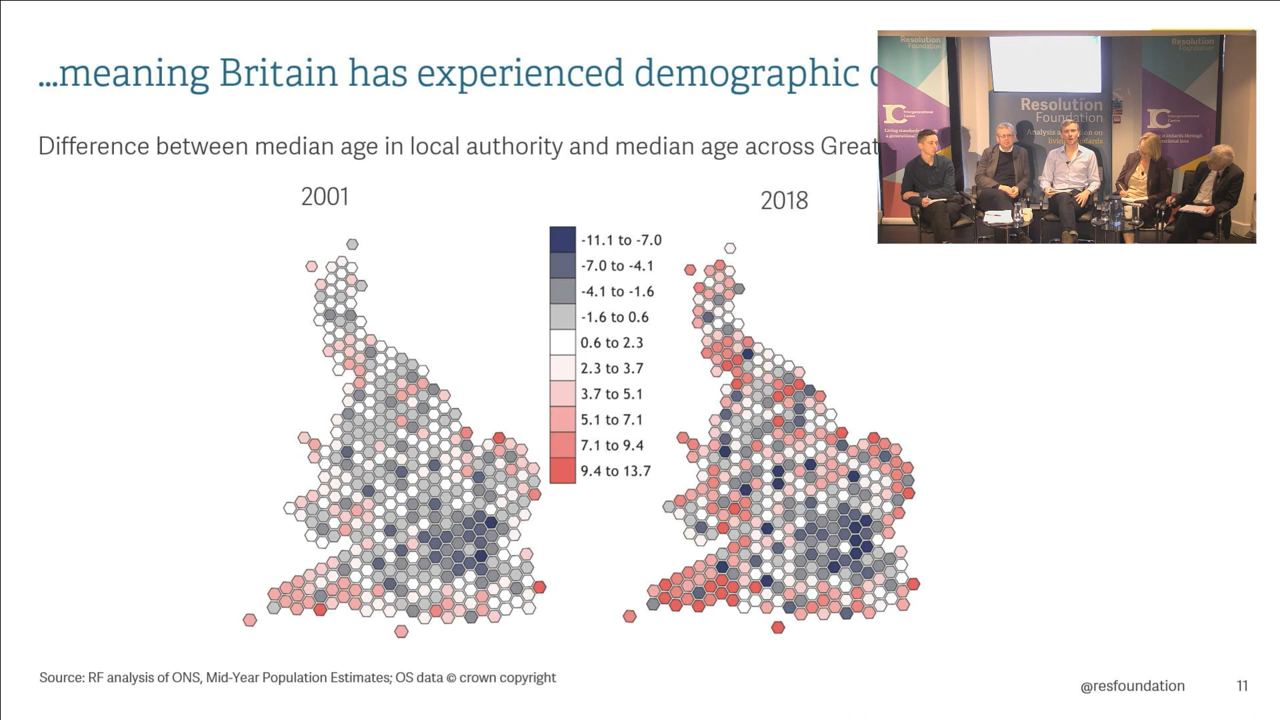 ...meaning Britain has experienced demographic
Difference between median age in local authority and median age across Great
2001
2018
-11.1 to -7.0
-7.0 to -4.1
-4.1 to -1.6
-1.6 to 0.6
0.6 to 2.3
2.3 to 3.7
3.7 to 5.1
5.1 to 7.1
7.1 to 9.4
9.4 to 13.7
Resolution
Foundation
Resolution
Foundation
Resolution
Foundation
Source: RF analysis of ONS, Mid-Year Population Estimates; OS data © crown copyright
@resfoundation
11